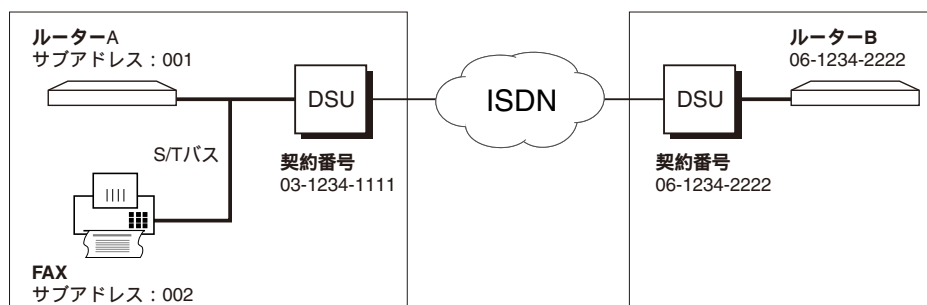 ルーターA
サブアドレス：001
DSU
ISDN
DSU
ルーターB
06-1234-2222
S/Tバス
契約番号
03-1234-1111
契約番号
06-1234-2222
FAX
サブアドレス：002